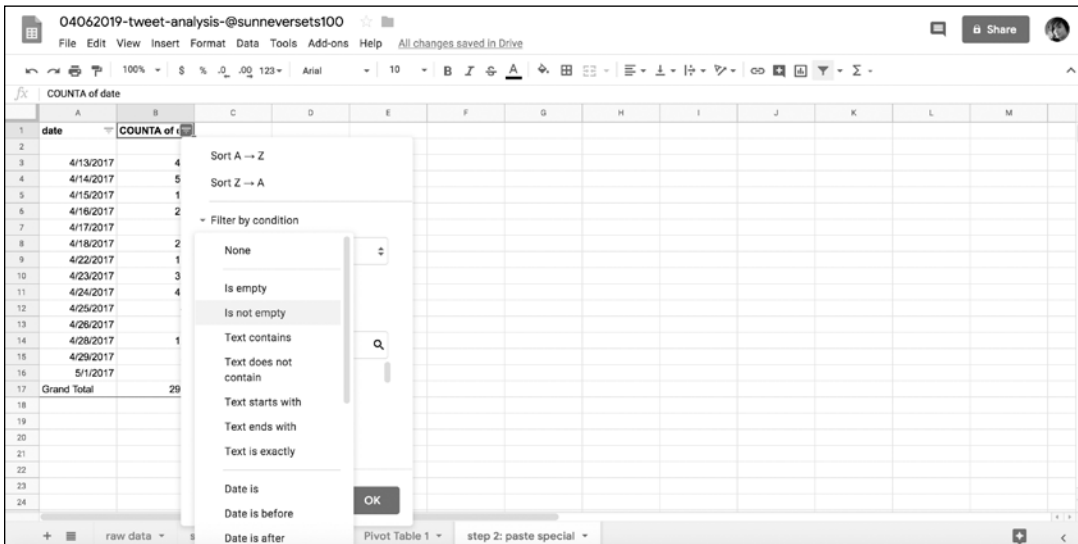 04062019-tweet-analysis-@sunneversets100
File Edit View Insert Format Data Tools Add-ons Help All changes saved in Drive
Share
100% $ % .0 .00 123 Arial 10 B I S A
fx COUNTA of date
A B C D E F G H I J K L M
1 date COUNTA of
2
3 4/13/2017 4
4 4/14/2017 5
5 4/15/2017 1
6 4/16/2017 2
7 4/17/2017
8 4/18/2017 2
9 4/22/2017 1
10 4/23/2017 3
11 4/24/2017 4
12 4/25/2017
13 4/26/2017
14 4/28/2017 1
15 4/29/2017
16 5/1/2017
17 Grand Total 29
18
19
20
21
22
23
24
Sort A → Z
Sort Z → A
Filter by condition
None
Is empty
Is not empty
Text contains
Text does not
contain
Text starts with
Text ends with
Text is exactly
Date is
Date is before
Date is after
OK
raw data
Pivot Table 1
step 2: paste special